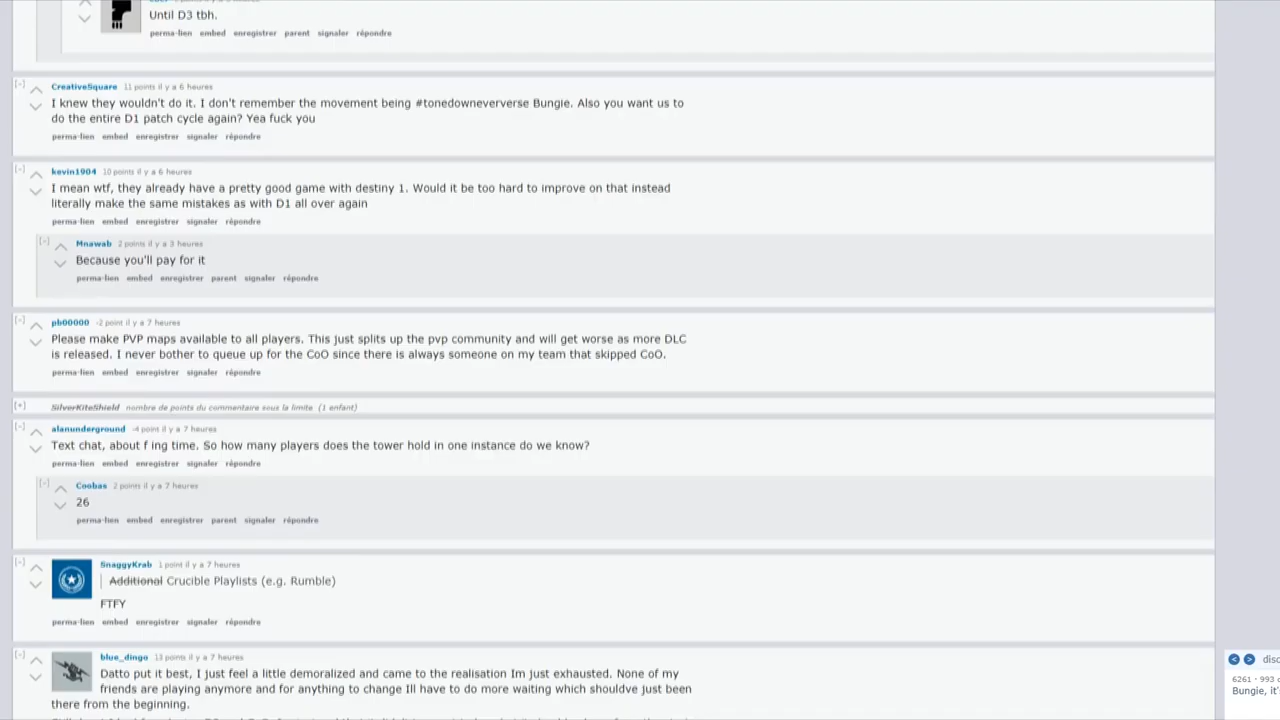 Until D3 tbh.
perma-lien embed enregistrer parent signaler répondre
[-] CreativeSquare 11 points il y a 6 heures
I knew they wouldn't do it. I don't remember the movement being #tonedowneververse Bungie. Also you want us to
do the entire D1 patch cycle again? Yea fuck you
perma-lien embed enregistrer signaler répondre
[-] kevin1904 10 points il y a 6 heures
I mean wtf, they already have a pretty good game with destiny 1. Would it be too hard to improve on that instead
literally make the same mistakes as with D1 all over again
perma-lien embed enregistrer signaler répondre
[-] Mnawab 2 points il y a 3 heures
Because you'll pay for it
perma-lien embed enregistrer parent signaler répondre
[-] pb00000 -2 point il y a 7 heures
Please make PVP maps available to all players. This just splits up the pvp community and will get worse as more DLC
is released. I never bother to queue up for the CoO since there is always someone on my team that skipped CoO.
perma-lien embed enregistrer signaler répondre
[+] SilverKiteShield nombre de points du commentaire sous la limite (1 enfant)
[-] alanunderground -4 point il y a 7 heures
Text chat, about f ing time. So how many players does the tower hold in one instance do we know?
perma-lien embed enregistrer signaler répondre
[-] Coobas 2 points il y a 7 heures
26
perma-lien embed enregistrer parent signaler répondre
[-] SnaggyKrab 1 point il y a 7 heures
Additional Crucible Playlists (e.g. Rumble)
FTFY
perma-lien embed enregistrer signaler répondre
[-] blue_dingo 13 points il y a 7 heures
Datto put it best, I just feel a little demoralized and came to the realisation Im just exhausted. None of my
friends are playing anymore and for anything to change Ill have to do more waiting which shouldve just been
there from the beginning.
disc
6261 · 993 c
Bungie, it'